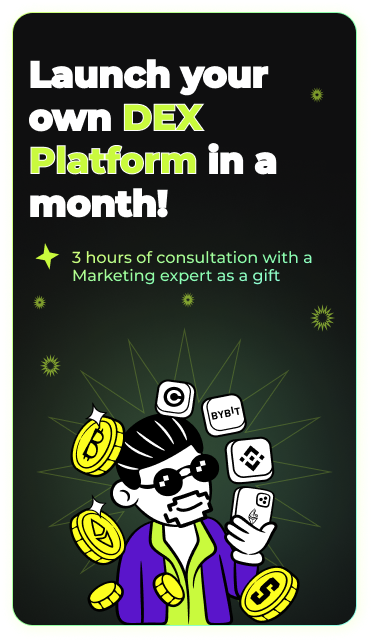 Launch your
own DEX
Platform in a
month!
3 hours of consultation with a
Marketing expert as a gift
BYBIT